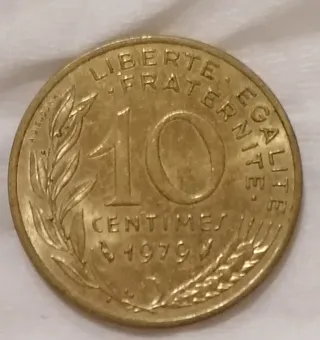 LIBERTE·EGALITE
·FRATERNITE·
10
CENTIMES
1979